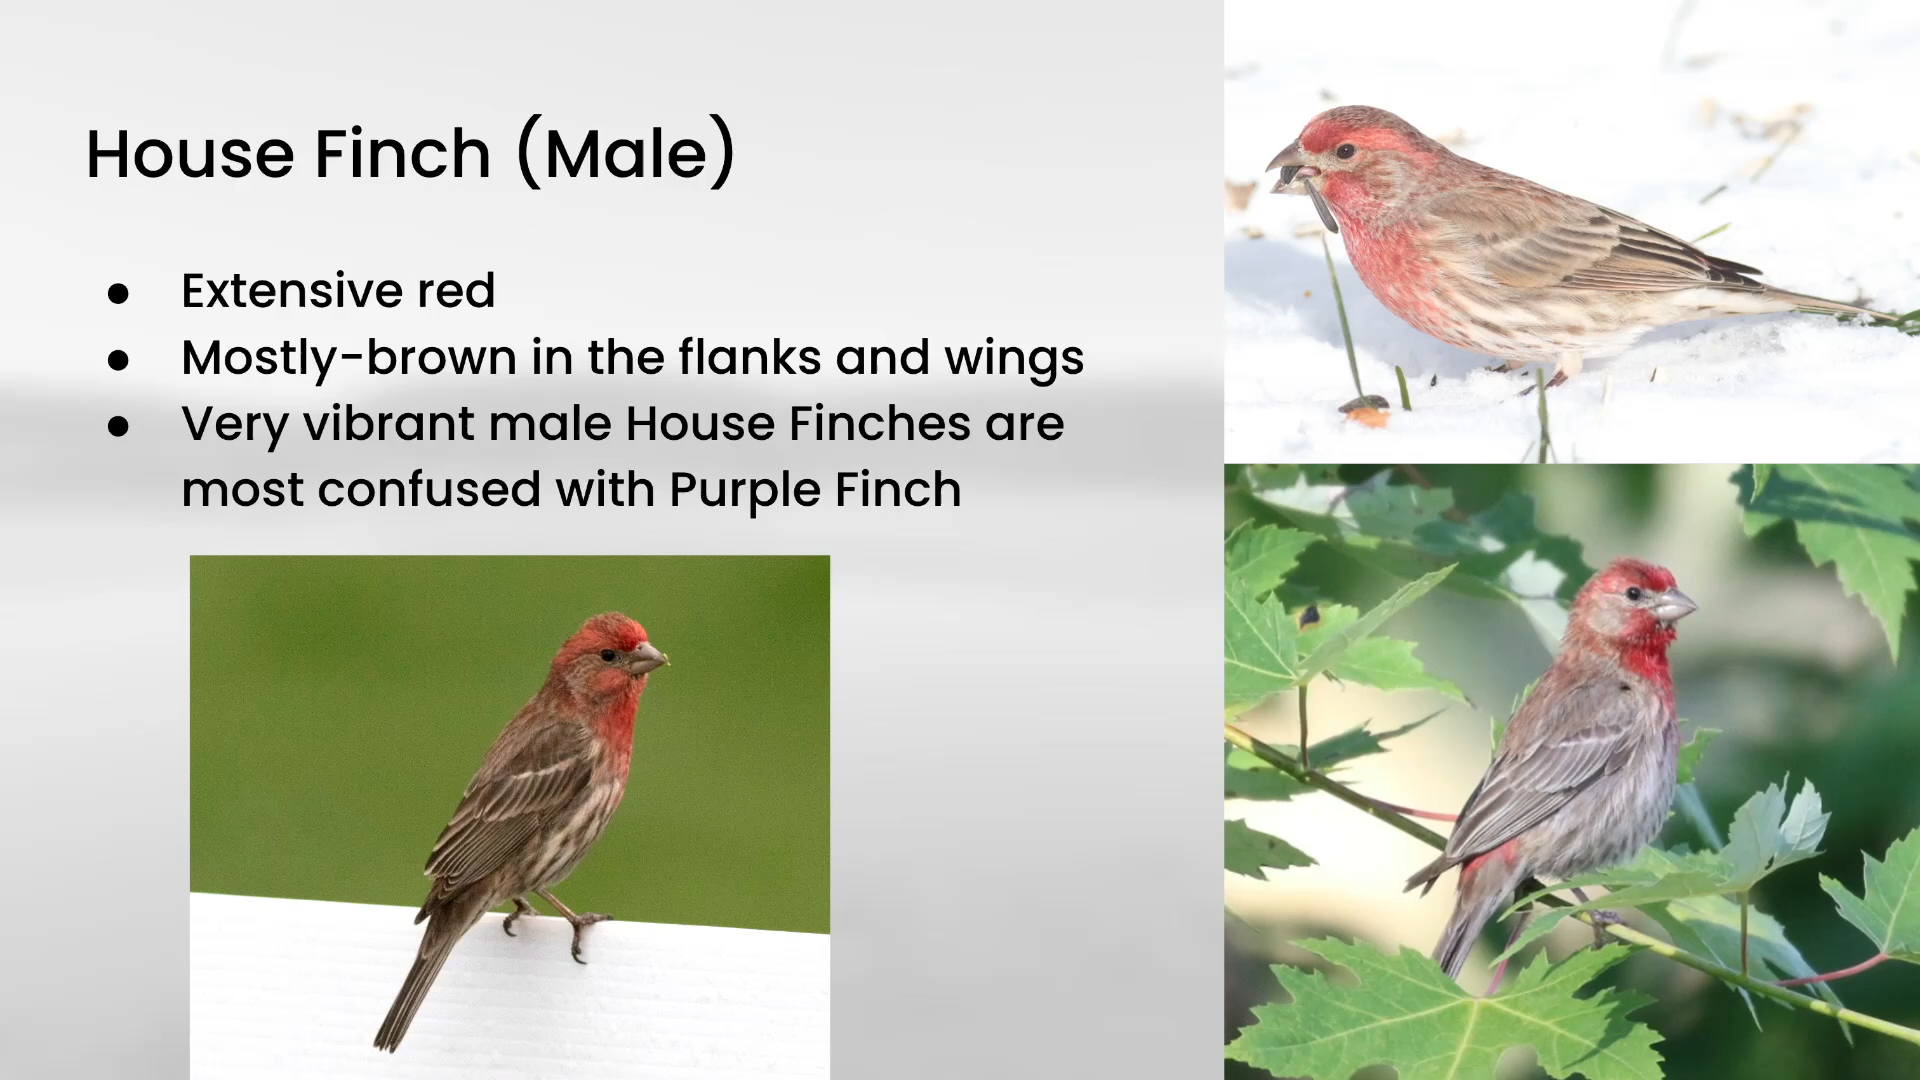 House Finch (Male)
● Extensive red
● Mostly-brown in the flanks and wings
● Very vibrant male House Finches are
most confused with Purple Finch